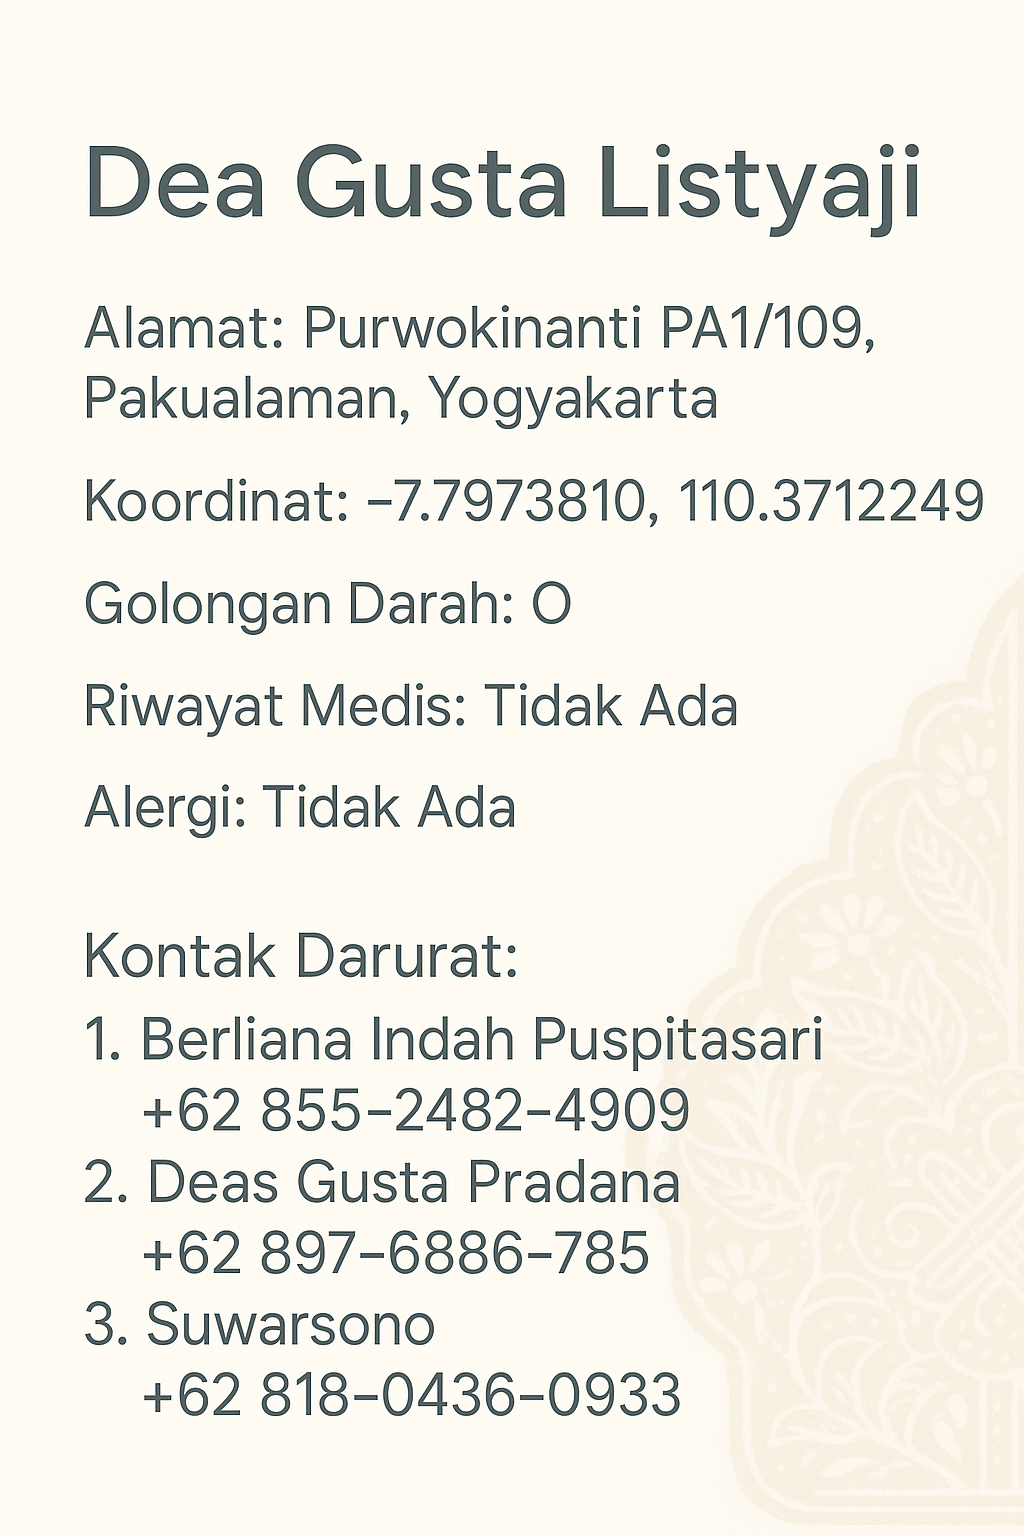 Dea Gusta Listyaji
Alamat: Purwokinanti PA1/109,
Pakualaman, Yogyakarta
Koordinat: –7.7973810, 110.3712249
Golongan Darah: O
Riwayat Medis: Tidak Ada
Alergi: Tidak Ada
Kontak Darurat:
1. Berliana Indah Puspitasari
+62 855–2482–4909
2. Deas Gusta Pradana
+62 897–6886–785
3. Suwarsono
+62 818–0436–0933